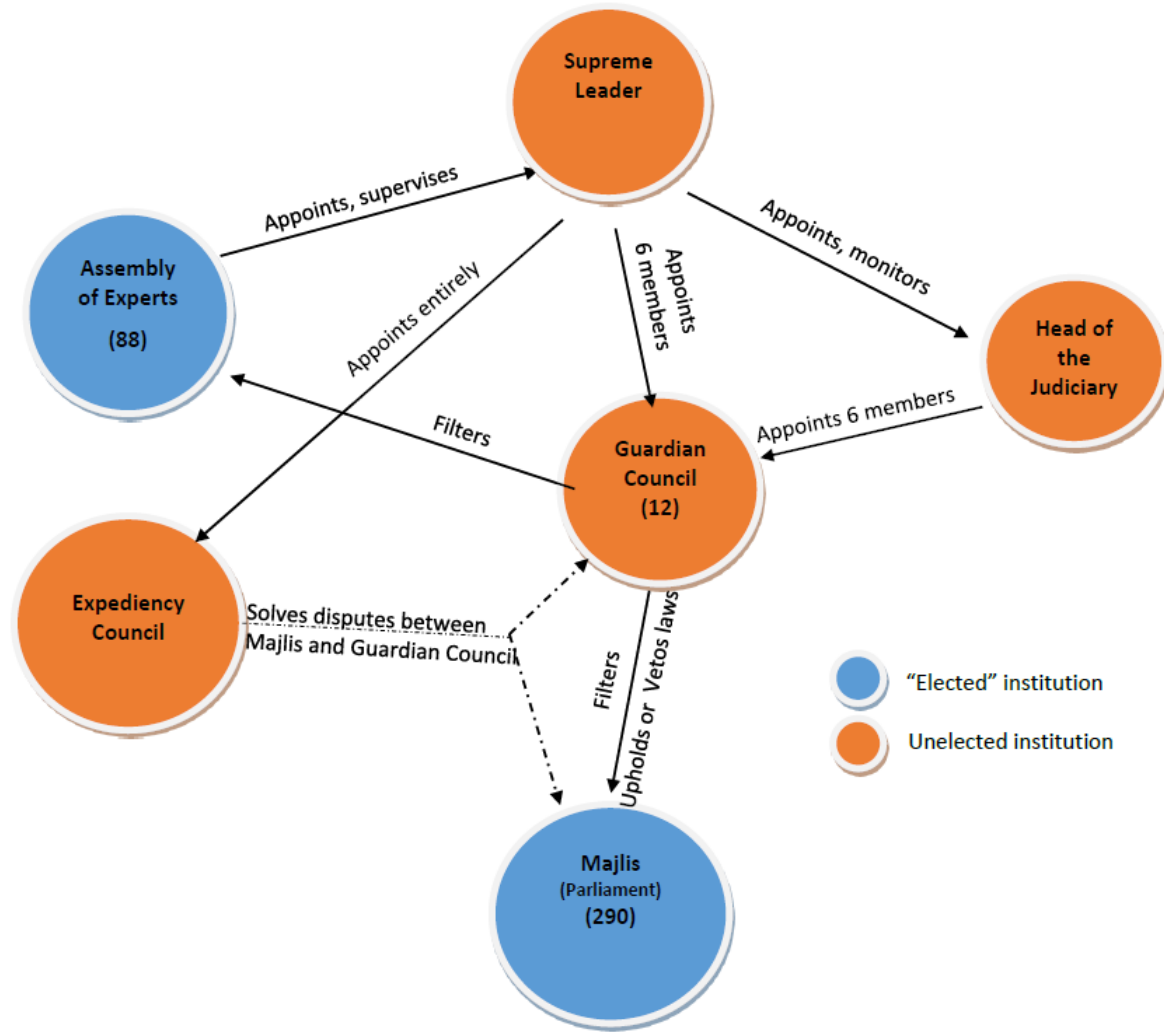 Supreme
Leader
Appoints, supervises
Appoints, monitors
Assembly
of Experts
(88)
Appoints entirely
Appoints
6 members
Head of
the
Judiciary
Appoints 6 members
Filters
Guardian
Council
(12)
Expediency
Council
Solves disputes between
Majlis and Guardian Council
Filters
Upholds or Vetos laws
“Elected” institution
Unelected institution
Majlis
(Parliament)
(290)